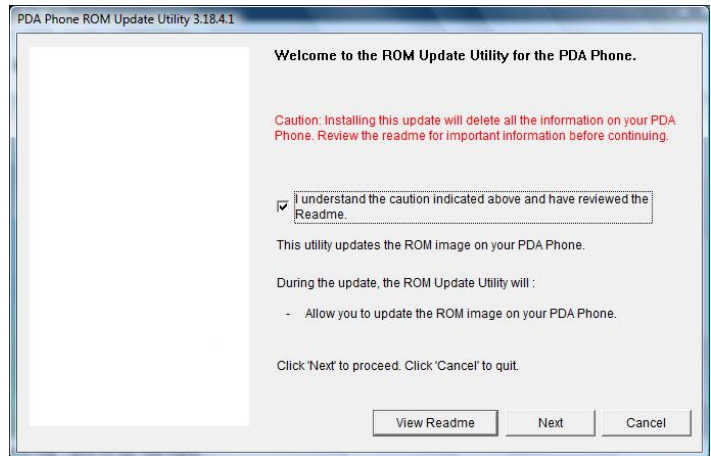 PDA Phone ROM Update Utility 3.18.4.1
Welcome to the ROM Update Utility for the PDA Phone.
Caution: Installing this update will delete all the information on your PDA
Phone. Review the readme for important information before continuing.
I understand the caution indicated above and have reviewed the
Readme.
This utility updates the ROM image on your PDA Phone.
During the update, the ROM Update Utility will :
- Allow you to update the ROM image on your PDA Phone.
Click 'Next' to proceed. Click 'Cancel' to quit.
View Readme Next Cancel